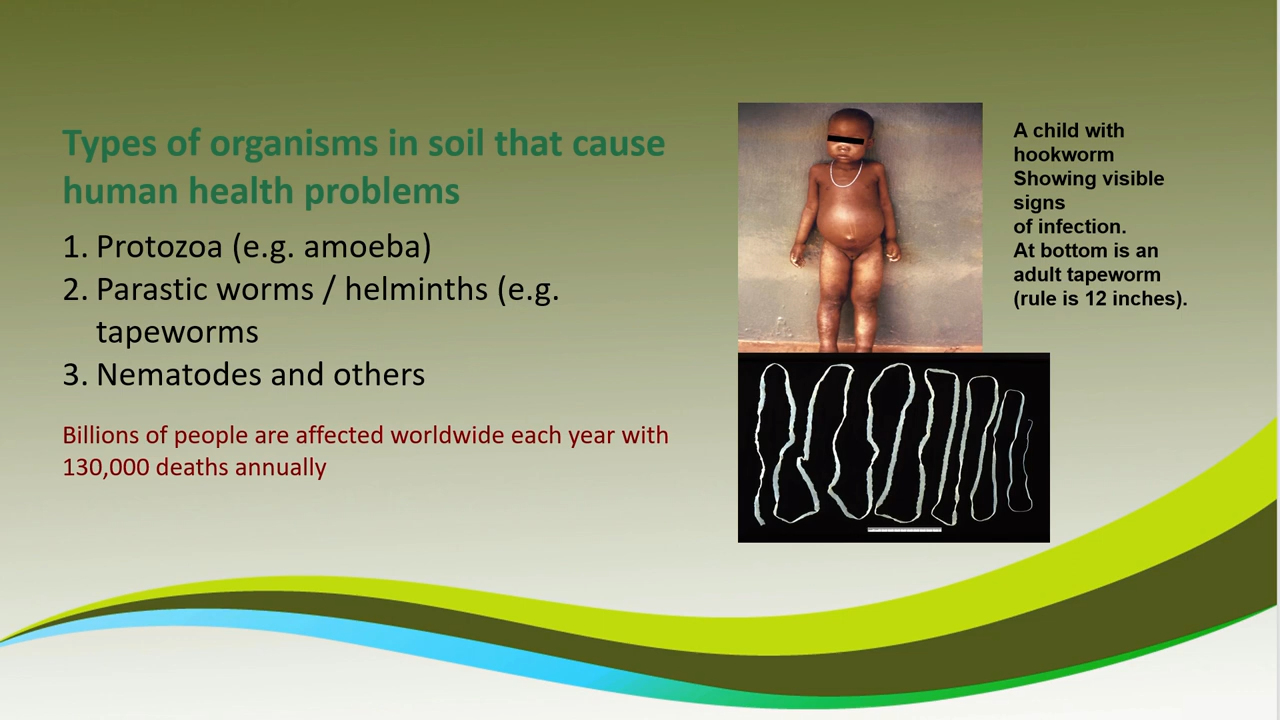 Types of organisms in soil that cause
human health problems
1. Protozoa (e.g. amoeba)
2. Parastic worms / helminths (e.g.
tapeworms
3. Nematodes and others
Billions of people are affected worldwide each year with
130,000 deaths annually
A child with
hookworm
Showing visible
signs
of infection.
At bottom is an
adult tapeworm
(rule is 12 inches).